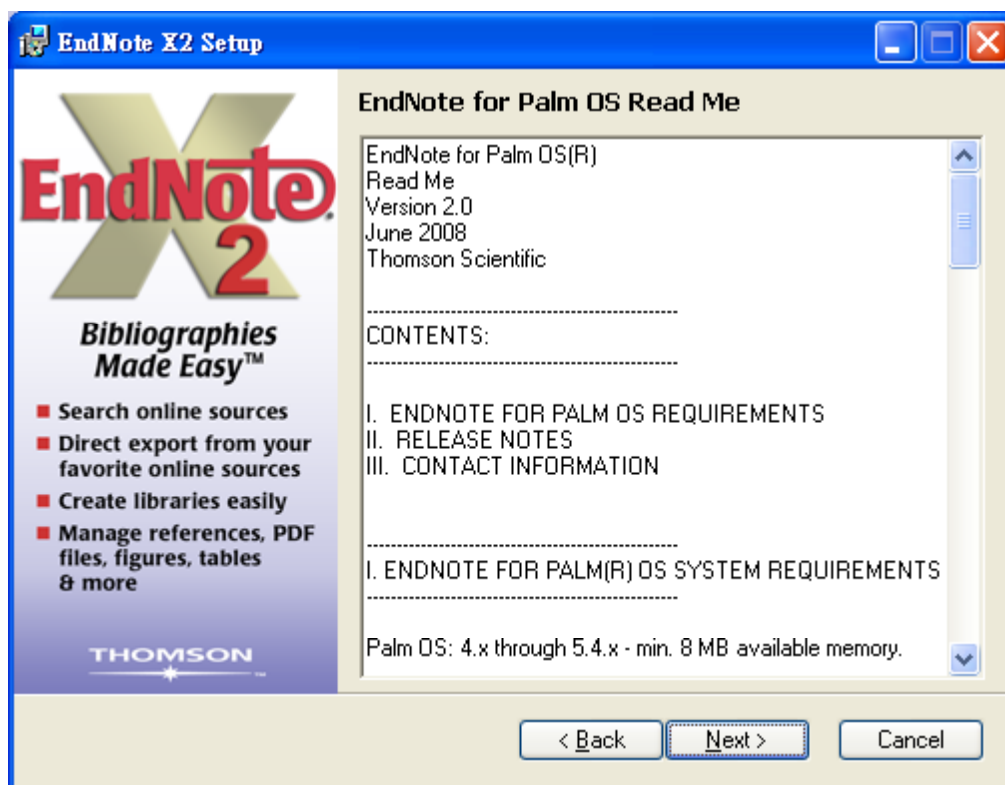 EndNote X2 Setup
EndNote
X
2
Bibliographies
Made Easy™
Search online sources
Direct export from your
favorite online sources
Create libraries easily
Manage references, PDF
files, figures, tables
& more
THOMSON
EndNote for Palm OS Read Me
EndNote for Palm OS(R)
Read Me
Version 2.0
June 2008
Thomson Scientific
----------------------------------------------------
CONTENTS:
----------------------------------------------------
I. ENDNOTE FOR PALM OS REQUIREMENTS
II. RELEASE NOTES
III. CONTACT INFORMATION
----------------------------------------------------
I. ENDNOTE FOR PALM(R) OS SYSTEM REQUIREMENTS
----------------------------------------------------
Palm OS: 4.x through 5.4.x - min. 8 MB available memory.
< Back
Next >
Cancel